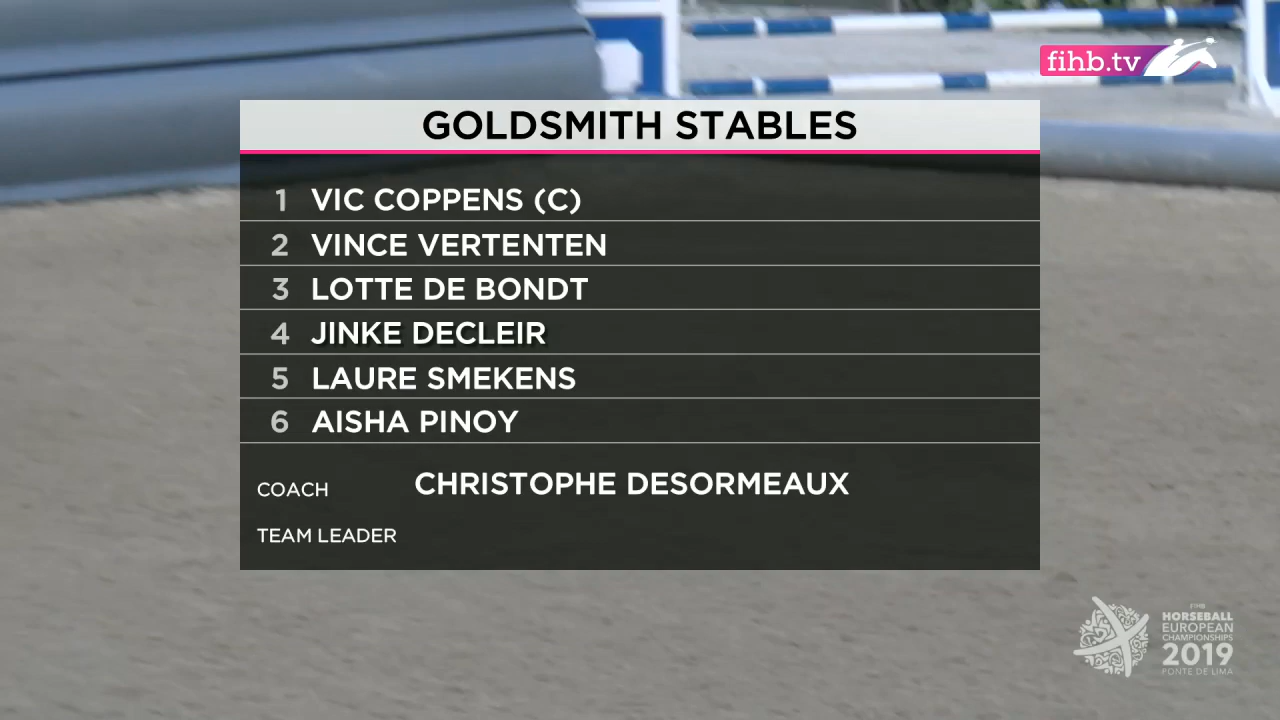 fihb.tv
GOLDSMITH STABLES
1 VIC COPPENS (C)
2 VINCE VERTENTEN
3 LOTTE DE BONDT
4 JINKE DECLEIR
5 LAURE SMEKENS
6 AISHA PINOY
COACH CHRISTOPHE DESORMEAUX
TEAM LEADER
FIHB
HORSEBALL
EUROPEAN
CHAMPIONSHIPS
2019
PONTE DE LIMA